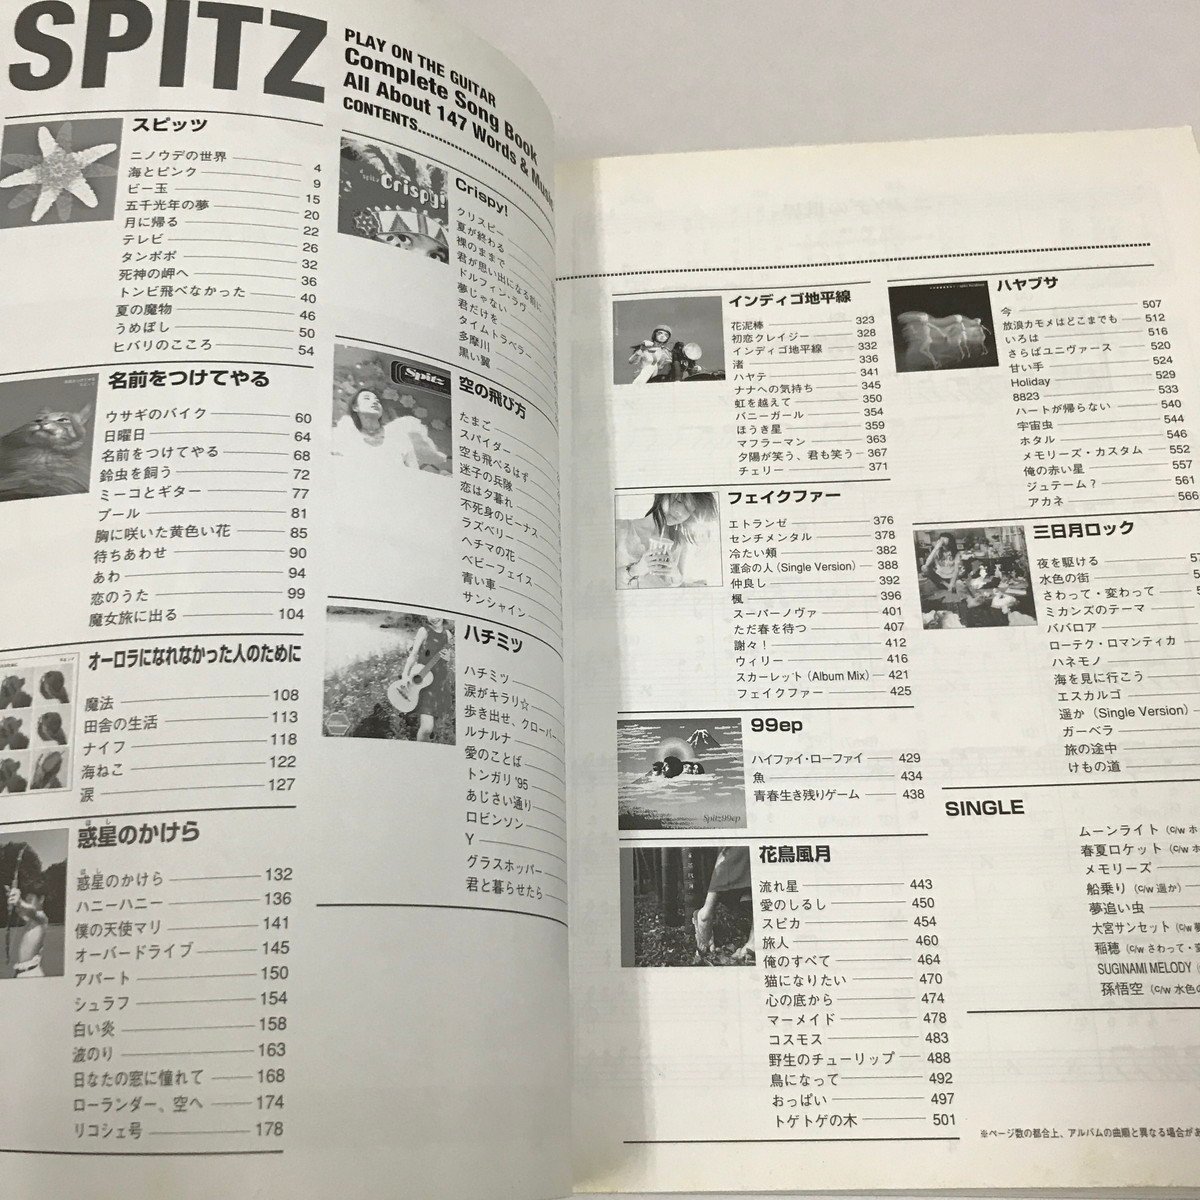 SPITZ
PLAY ON THE GUITAR
Complete Song Book
All About 147 Words & Music
CONTENTS
スピッツ
ニノウデの世界 4
海とピンク 9
ビー玉 15
五千光年の夢 20
月に帰る 22
テレビ 26
タンポポ 32
死神の岬へ 36
トンビ飛べなかった 40
夏の魔物 46
うめぼし 50
ヒバリのこころ 54
名前をつけてやる
ウサギのバイク 60
日曜日 64
名前をつけてやる 68
鈴虫を飼う 72
ミーコとギター 77
プール 81
胸に咲いた黄色い花 85
待ちあわせ 90
あわ 94
恋のうた 99
魔女旅に出る 104
オーロラになれなかった人のために
魔法 108
田舎の生活 113
ナイフ 118
海ねこ 122
涙 127
惑星のかけら
ほし
惑星のかけら 132
ほし
ハニーハニー 136
僕の天使マリ 141
オーバードライブ 145
アパート 150
シュラフ 154
白い炎 158
波のり 163
日なたの窓に憧れて 168
ローランダー、空へ 174
リコシェ号 178
Crispy!
クリスピー
夏が終わる
裸のままで
君が思い出になる前に
ドルフィン・ラヴ
夢じゃない
君だけを
タイムトラベラー
多摩川
黒い翼
Spitz
空の飛び方
たまご
スパイダー
空も飛べるはず
迷子の兵隊
恋は夕暮れ
不死身のビーナス
ラズベリー
ヘチマの花
ベビーフェイス
青い車
サンシャイン
ハチミツ
ハチミツ
涙がキラリ☆
歩き出せ、クローバー
ルナルナ
愛のことば
トンガリ '95
あじさい通り
ロビンソン
Y
グラスホッパー
君と暮らせたら
インディゴ地平線
花泥棒 323
初恋クレイジー 328
インディゴ地平線 332
渚 336
ハヤテ 341
ナナへの気持ち 345
虹を越えて 350
バニーガール 354
ほうき星 359
マフラーマン 363
夕陽が笑う、君も笑う 367
チェリー 371
フェイクファー
エトランゼ 376
センチメンタル 378
冷たい頬 382
運命の人 (Single Version) 388
仲良し 392
楓 396
スーパーノヴァ 401
ただ春を待つ 407
謝々！ 412
ウィリー 416
スカーレット (Album Mix) 421
フェイクファー 425
Spitz 99ep
99ep
ハイファイ・ローファイ 429
魚 434
青春生き残りゲーム 438
花鳥風月
流れ星 443
愛のしるし 450
スピカ 454
旅人 460
俺のすべて 464
猫になりたい 470
心の底から 474
マーメイド 478
コスモス 483
野生のチューリップ 488
鳥になって 492
おっぱい 497
トゲトゲの木 501
ハヤブサ
今 507
放浪カモメはどこまでも 512
いろは 516
さらばユニヴァース 520
甘い手 524
Holiday 529
8823 533
ハートが帰らない 540
宇宙虫 544
ホタル 546
メモリーズ・カスタム 552
俺の赤い星 557
ジュテーム？ 561
アカネ 566
三日月ロック
夜を駆ける
水色の街
さわって・変わって
ミカンズのテーマ
ババロア
ローテク・ロマンティカ
ハネモノ
海を見に行こう
エスカルゴ
遥か (Single Version)
ガーベラ
旅の途中
けもの道
SINGLE
ムーンライト (c/w ホ
春夏ロケット (c/w ホ
メモリーズ
船乗り (c/w 遥か)
夢追い虫
大宮サンセット (c/w 夢
稲穂 (c/w さわって・変
SUGINAMI MELODY
孫悟空 (c/w 水色の
※ページ数の都合上、アルバムの曲順と異なる場合があ